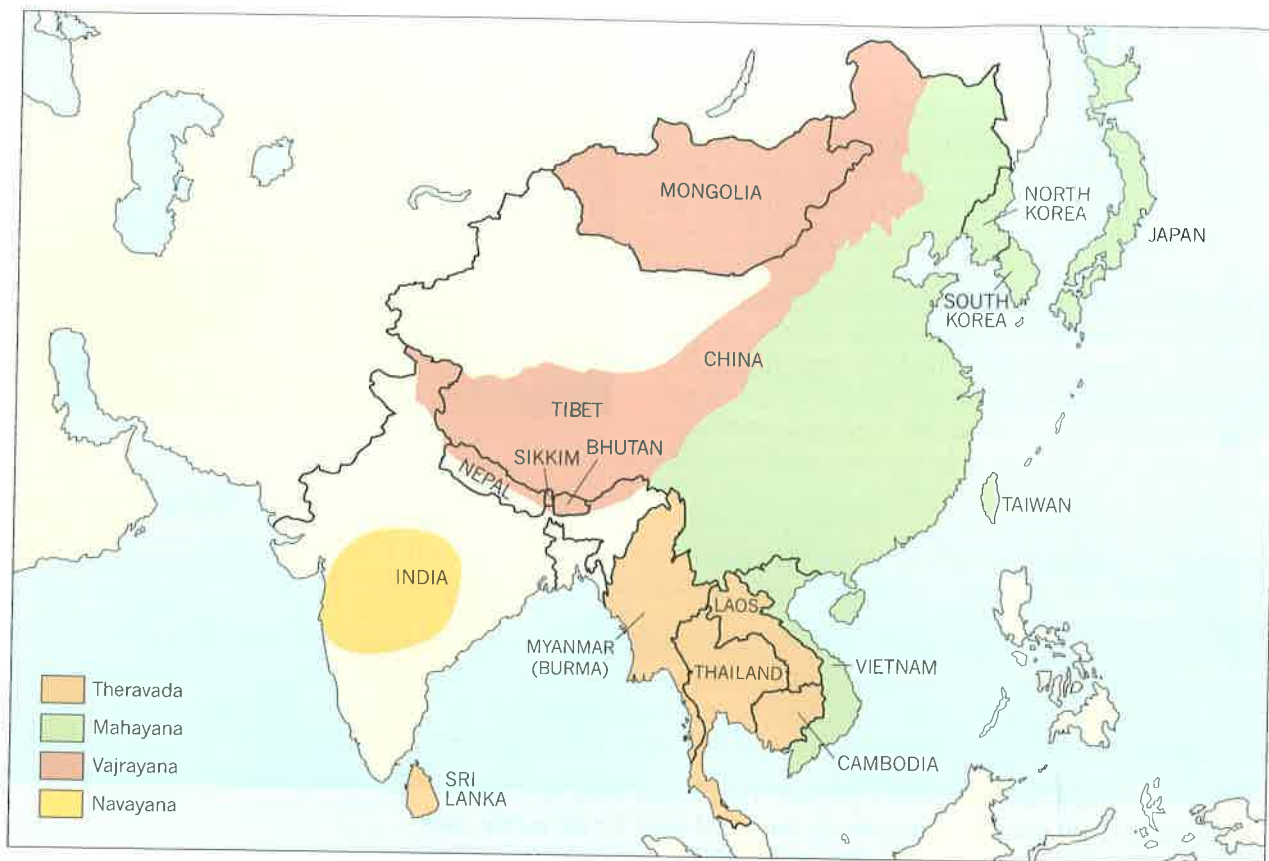 MONGOLIA
NORTH
KOREA
JAPAN
SOUTH
KOREA
CHINA
TIBET
BHUTAN
SIKKIM
NEPAL
TAIWAN
INDIA
LAOS
MYANMAR
(BURMA)
THAILAND
VIETNAM
CAMBODIA
SRI
LANKA
Theravada
Mahayana
Vajrayana
Navayana